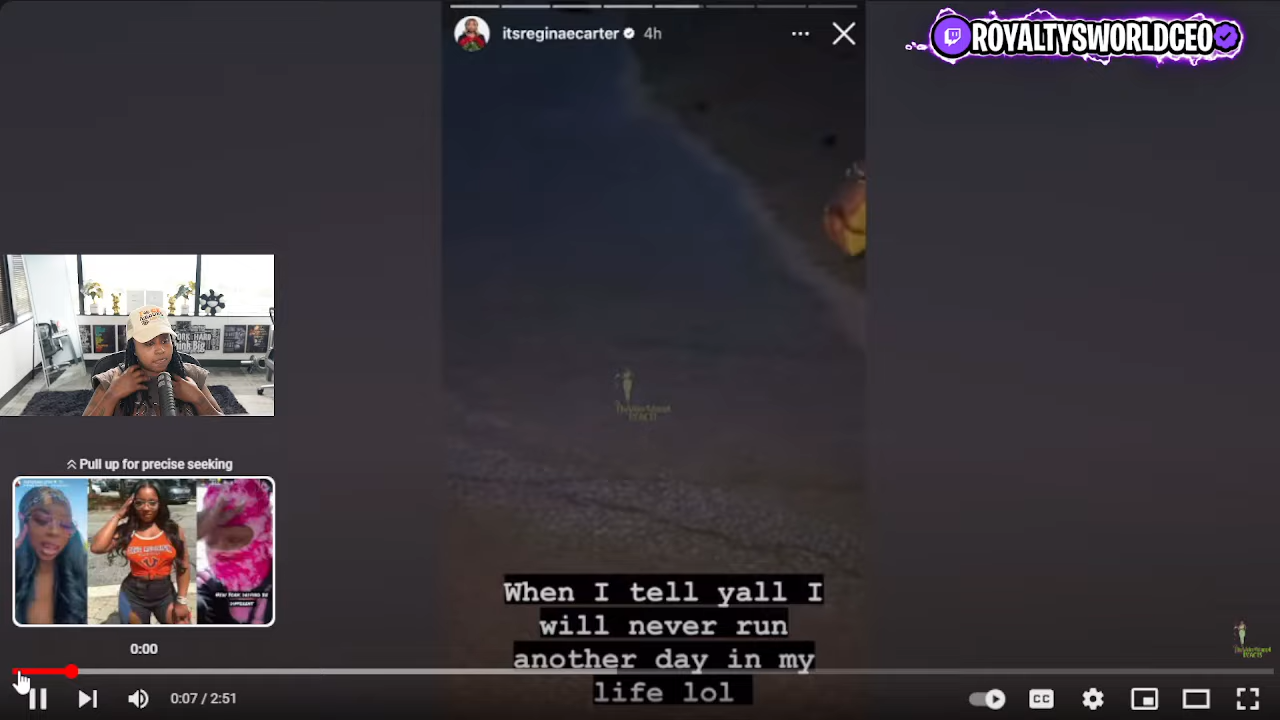 itsreginaecarter 4h
ROYALTYSWORLDCEO
Pull up for precise seeking
0:00
When I tell yall I
will never run
another day in my
life lol
0:07 / 2:51
CC